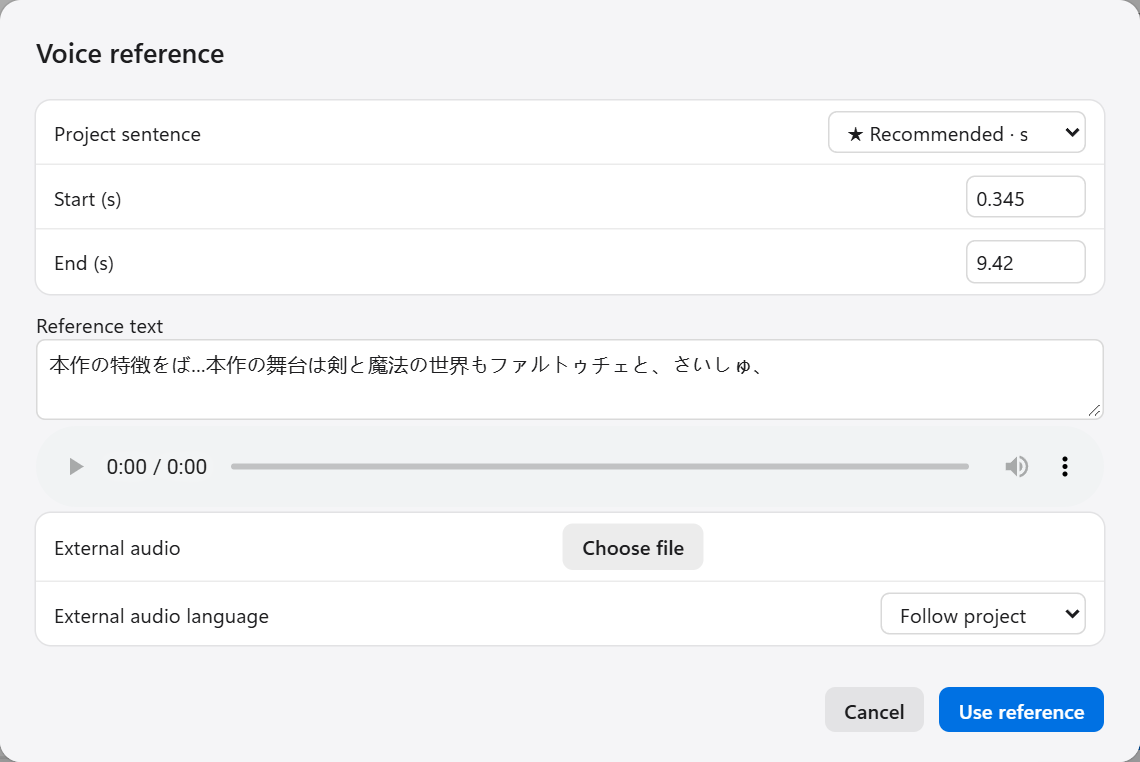 Voice reference
Project sentence
★ Recommended · s
Start (s)
0.345
End (s)
9.42
Reference text
本作の特徴をば...本作の舞台は剣と魔法の世界もファルトゥチェと、さいしゅ、
0:00 / 0:00
External audio
Choose file
External audio language
Follow project
Cancel
Use reference